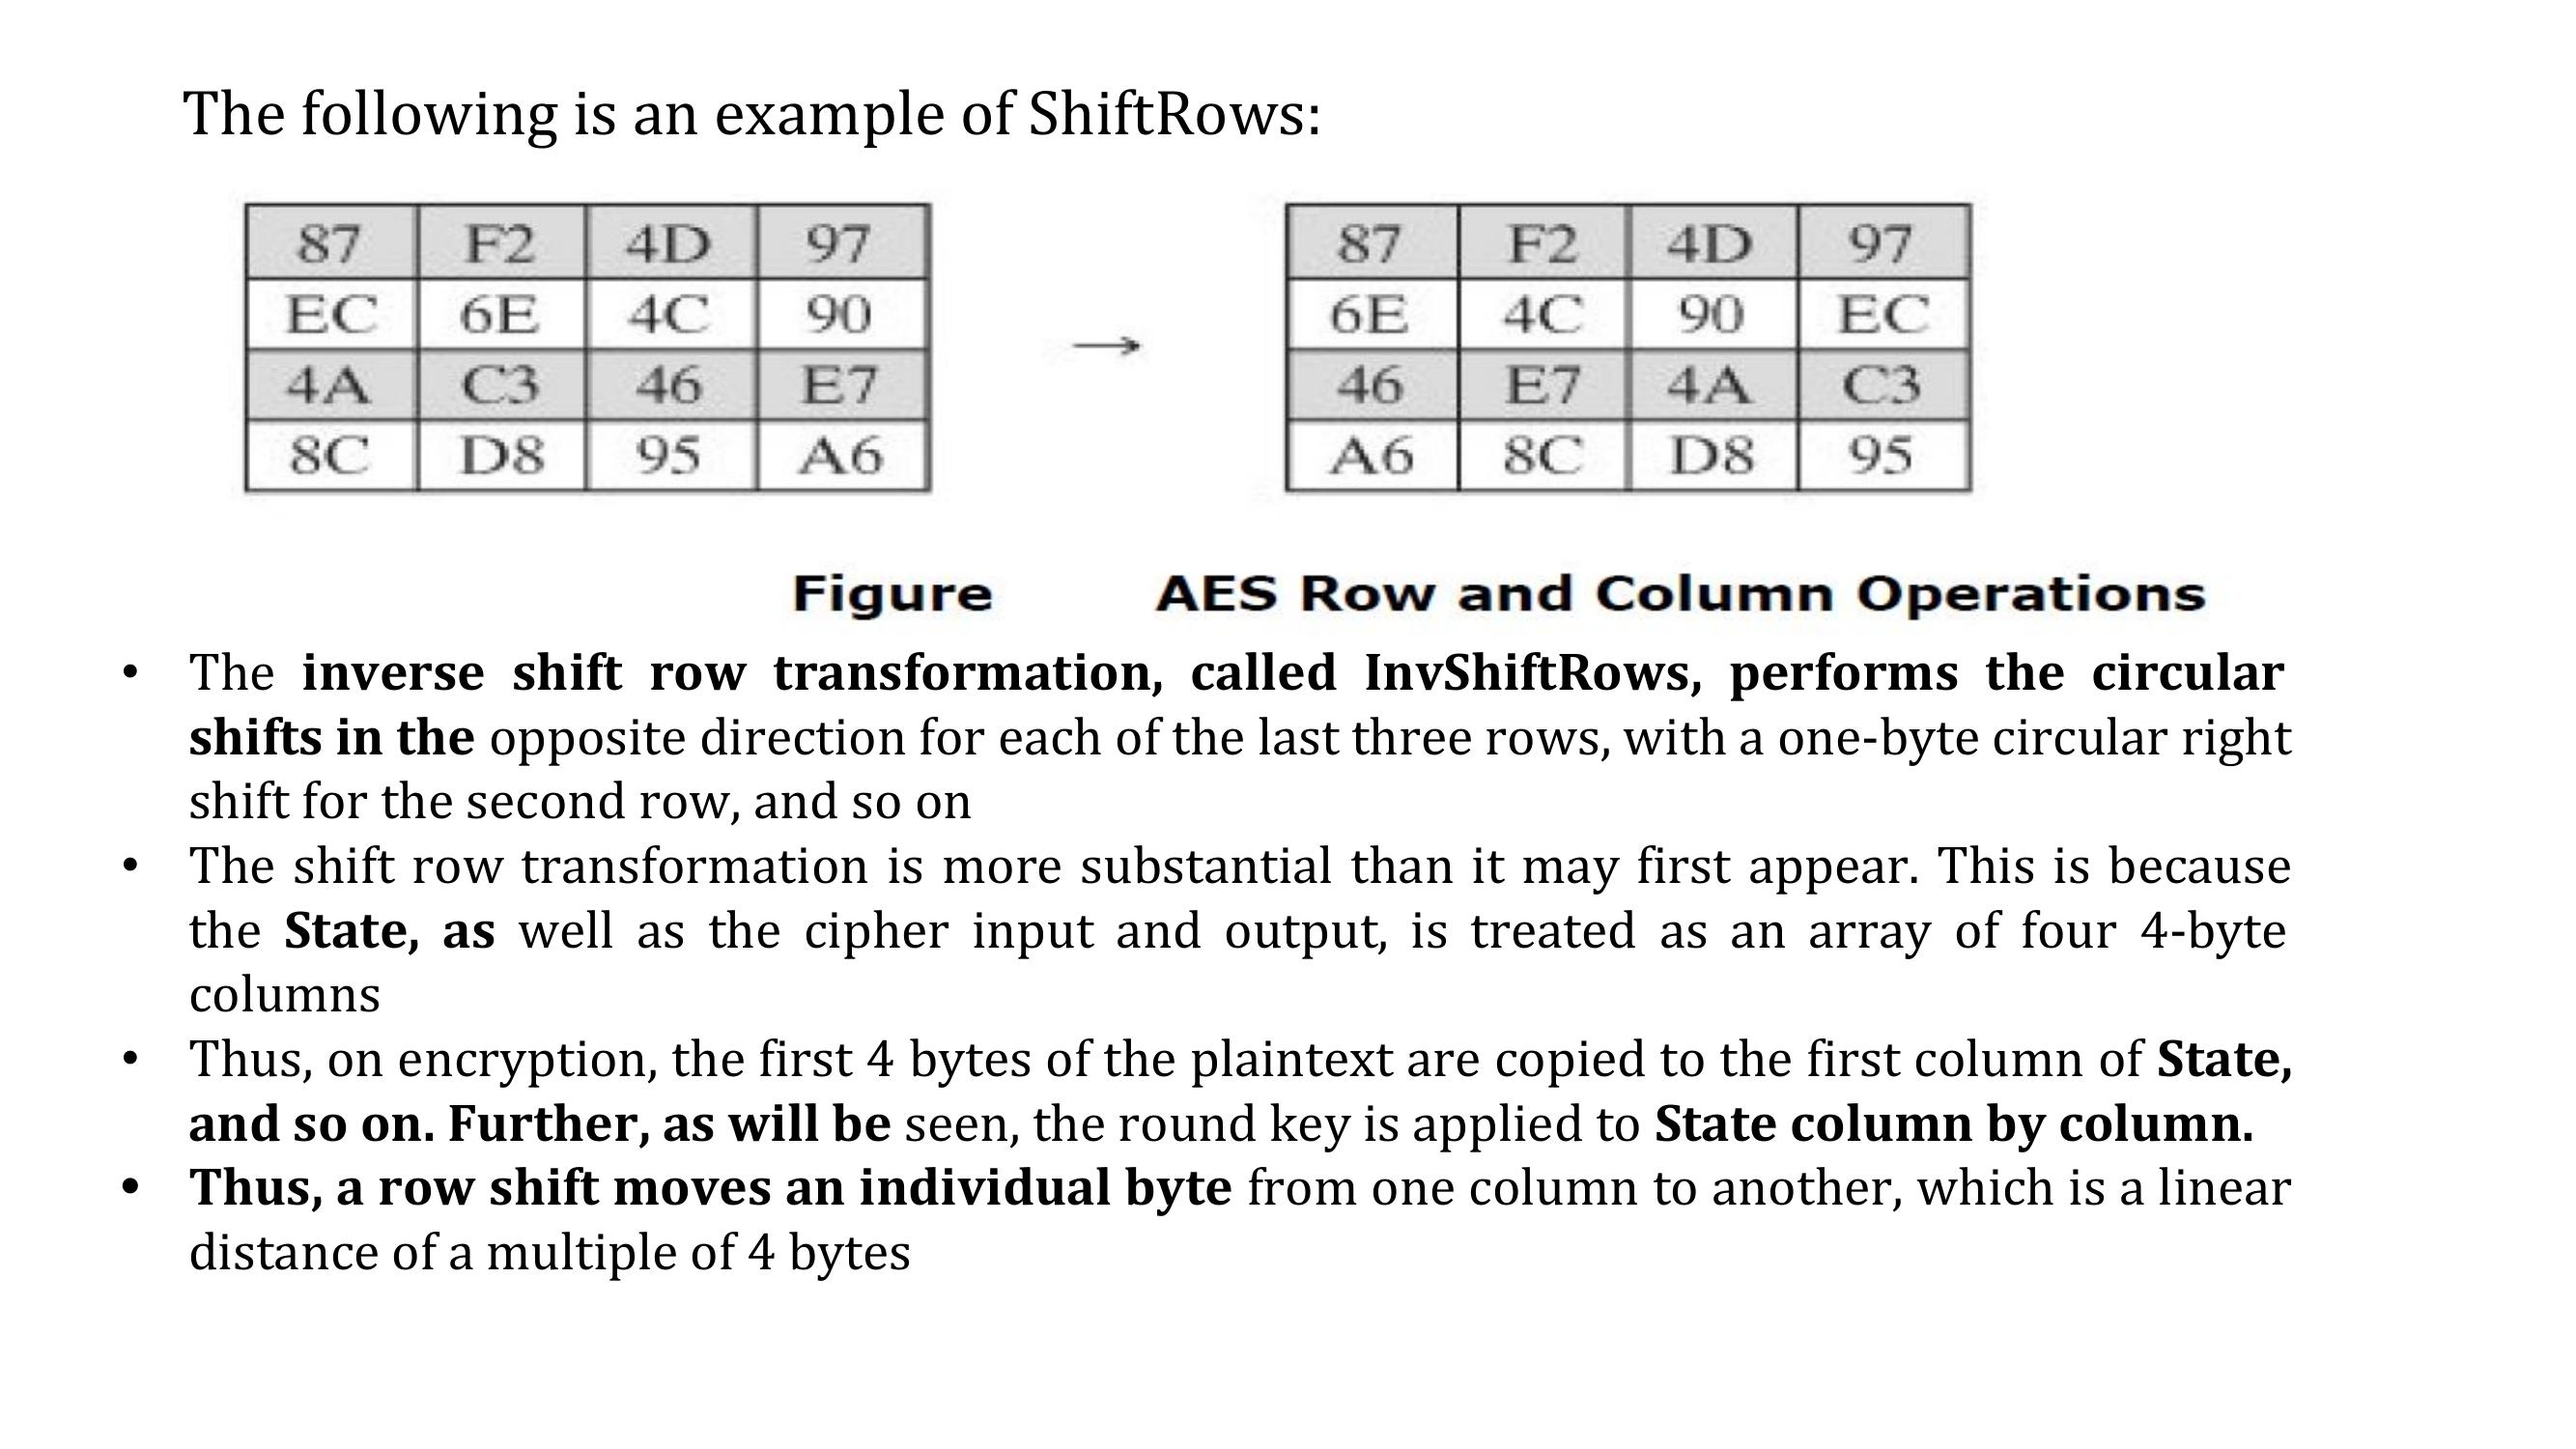 The following is an example of ShiftRows:
87 F2 4D 97 87 F2 4D 97
EC 6E 4C 90 6E 4C 90 EC
4A C3 46 E7 → 46 E7 4A C3
8C D8 95 A6 A6 8C D8 95
Figure AES Row and Column Operations
• The inverse shift row transformation, called InvShiftRows, performs the circular
shifts in the opposite direction for each of the last three rows, with a one-byte circular right
shift for the second row, and so on
• The shift row transformation is more substantial than it may first appear. This is because
the State, as well as the cipher input and output, is treated as an array of four 4-byte
columns
• Thus, on encryption, the first 4 bytes of the plaintext are copied to the first column of State,
and so on. Further, as will be seen, the round key is applied to State column by column.
• Thus, a row shift moves an individual byte from one column to another, which is a linear
distance of a multiple of 4 bytes